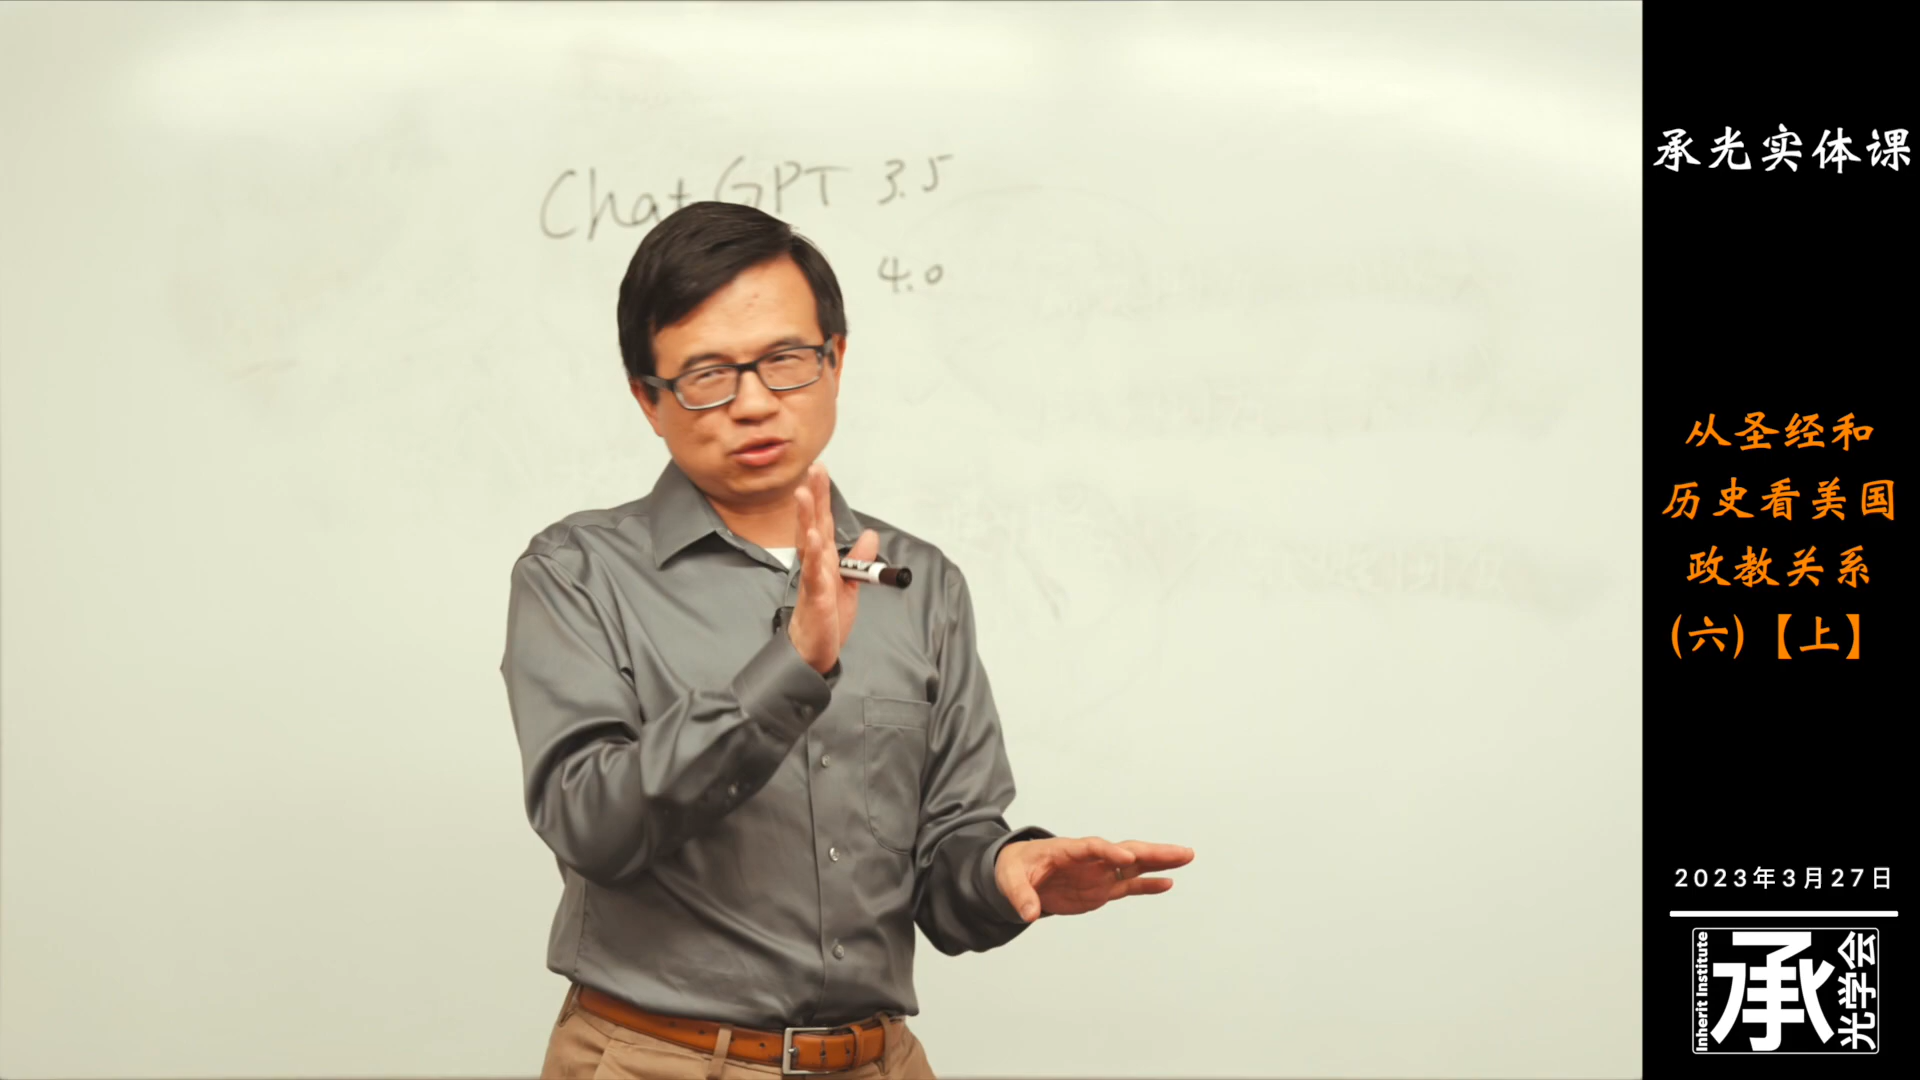 Chat GPT 3.5
4.0
承光实体课
从圣经和
历史看美国
政教关系
(六)【上】
2023年3月27日
Inherit Institute
承
光学会